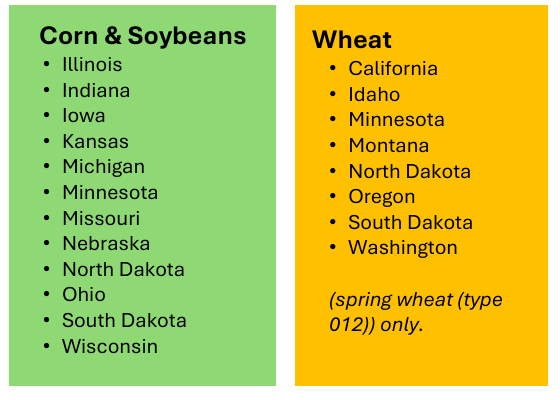 Corn & Soybeans
• Illinois
• Indiana
• Iowa
• Kansas
• Michigan
• Minnesota
• Missouri
• Nebraska
• North Dakota
• Ohio
• South Dakota
• Wisconsin
Wheat
• California
• Idaho
• Minnesota
• Montana
• North Dakota
• Oregon
• South Dakota
• Washington
(spring wheat (type
012)) only.